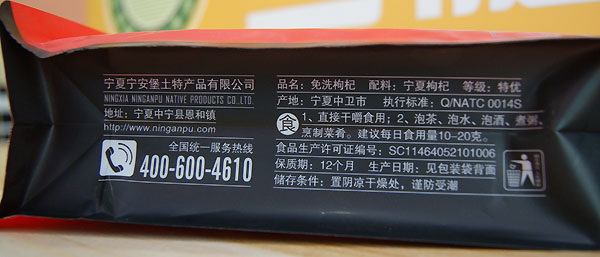 宁夏宁安堡土特产品有限公司
NINGXIA NINGANPU NATIVE PRODUCTS CO.,LTD.
地址：宁夏中宁县恩和镇
http://www.ninganpu.com
全国统一服务热线
400-600-4610
品名：免洗枸杞 配料：宁夏枸杞 等级：特优
产地：宁夏中卫市 执行标准：Q/NATC 0014S
食
1、直接干嚼食用；2、泡茶、泡水、泡酒、煮粥、
烹制菜肴。建议每日食用量10-20克。
食品生产许可证编号：SC11464052101006
保质期：12个月 生产日期：见包装袋背面
储存条件：置阴凉干燥处，谨防受潮